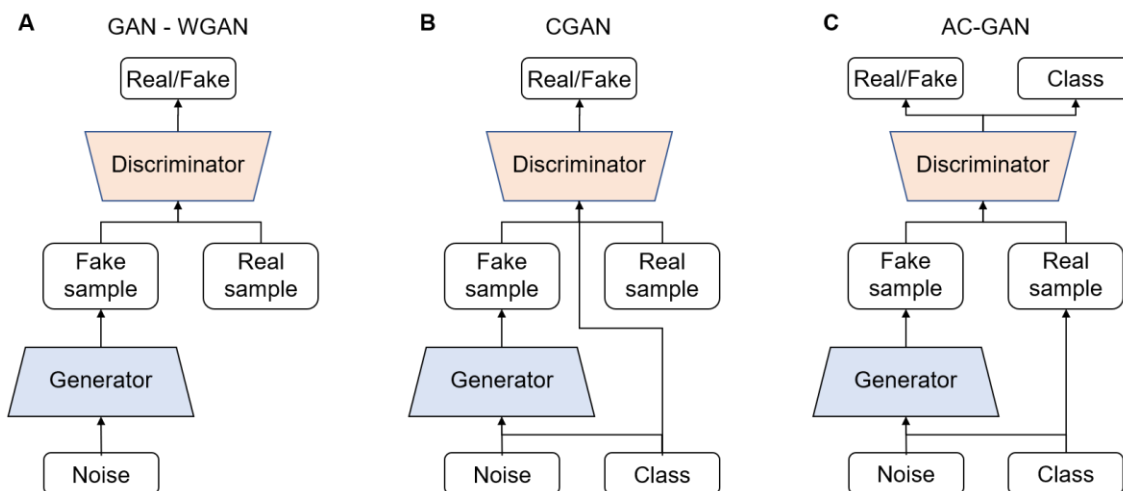 A
GAN - WGAN
Real/Fake
Discriminator
Fake
sample
Real
sample
Generator
Noise
B
CGAN
Real/Fake
Discriminator
Fake
sample
Real
sample
Generator
Noise
Class
C
AC-GAN
Real/Fake
Class
Discriminator
Fake
sample
Real
sample
Generator
Noise
Class